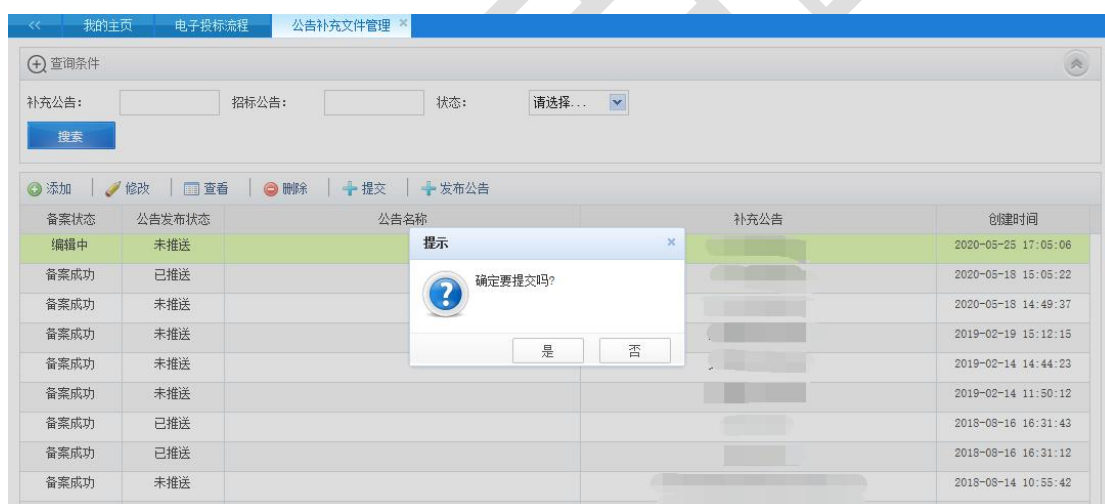 << 我的主页 电子投标流程 公告补充文件管理 ×
查询条件
补充公告: 招标公告: 状态: 请选择...
搜索
添加 修改 查看 删除 提交 发布公告
备案状态 公告发布状态 公告名称 补充公告 创建时间
编辑中 未推送 2020-05-25 17:05:06
提示 ×
备案成功 已推送 2020-05-18 15:05:22
确定要提交吗?
备案成功 未推送 2020-05-18 14:49:37
备案成功 未推送 2019-02-19 15:12:15
是 否
备案成功 未推送 2019-02-14 14:44:23
备案成功 未推送 2019-02-14 11:50:12
备案成功 已推送 2018-08-16 16:31:43
备案成功 已推送 2018-08-16 16:31:12
备案成功 未推送 2018-08-14 10:55:42